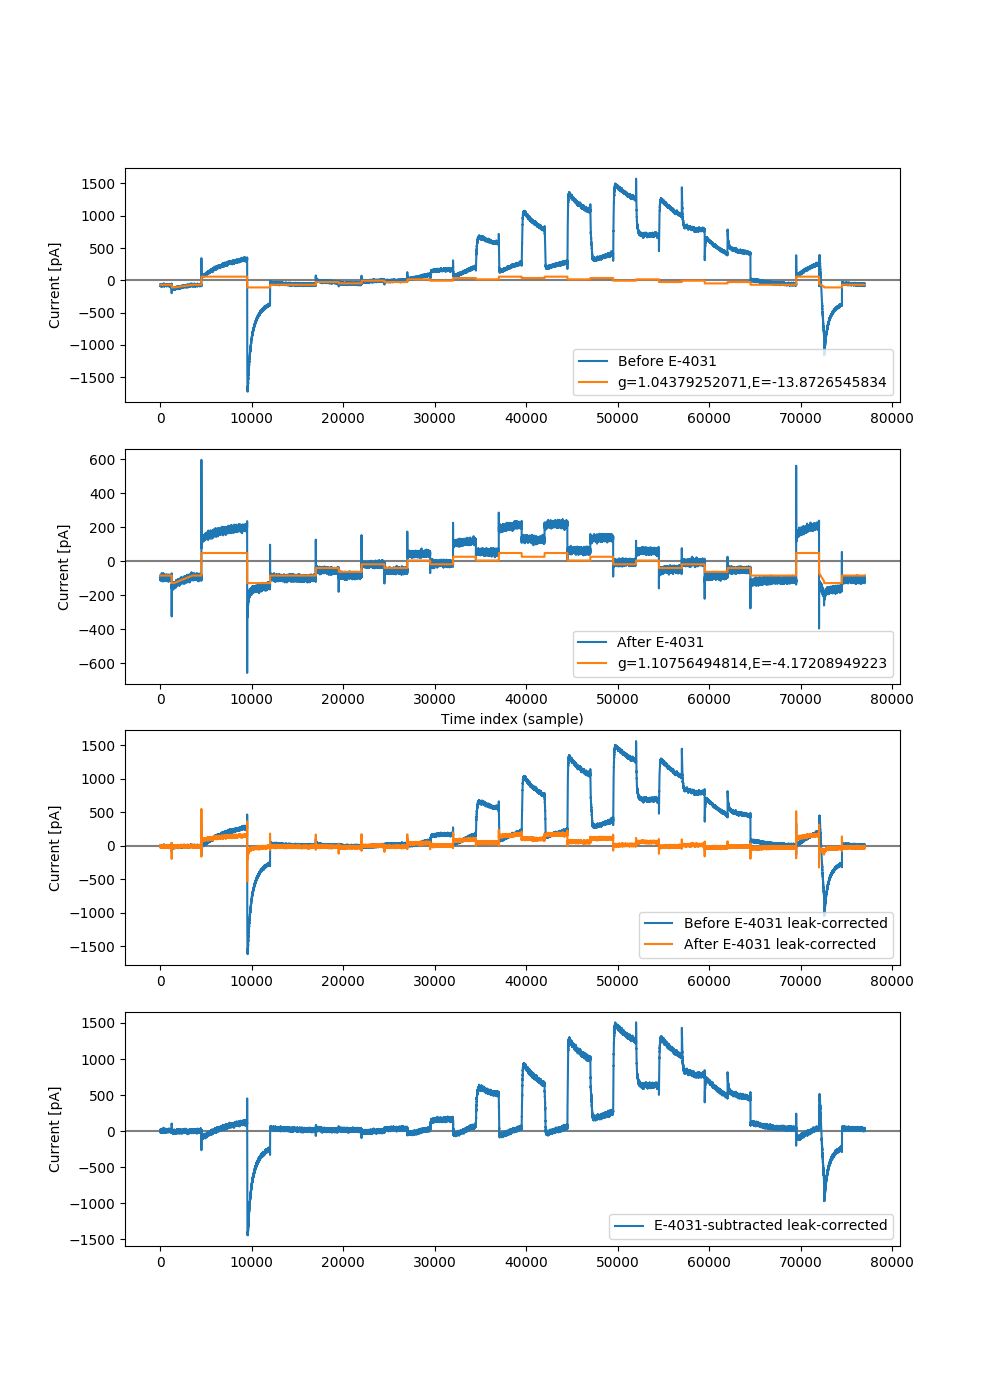 1500
1000
500
0
−500
−1000
−1500
Current [pA]
Before E-4031
g=1.04379252071,E=-13.8726545834
0 10000 20000 30000 40000 50000 60000 70000 80000
600
400
200
0
−200
−400
−600
Current [pA]
After E-4031
g=1.10756494814,E=-4.17208949223
0 10000 20000 30000 40000 50000 60000 70000 80000
Time index (sample)
1500
1000
500
0
−500
−1000
−1500
Current [pA]
Before E-4031 leak-corrected
After E-4031 leak-corrected
0 10000 20000 30000 40000 50000 60000 70000 80000
1500
1000
500
0
−500
−1000
−1500
Current [pA]
E-4031-subtracted leak-corrected
0 10000 20000 30000 40000 50000 60000 70000 80000